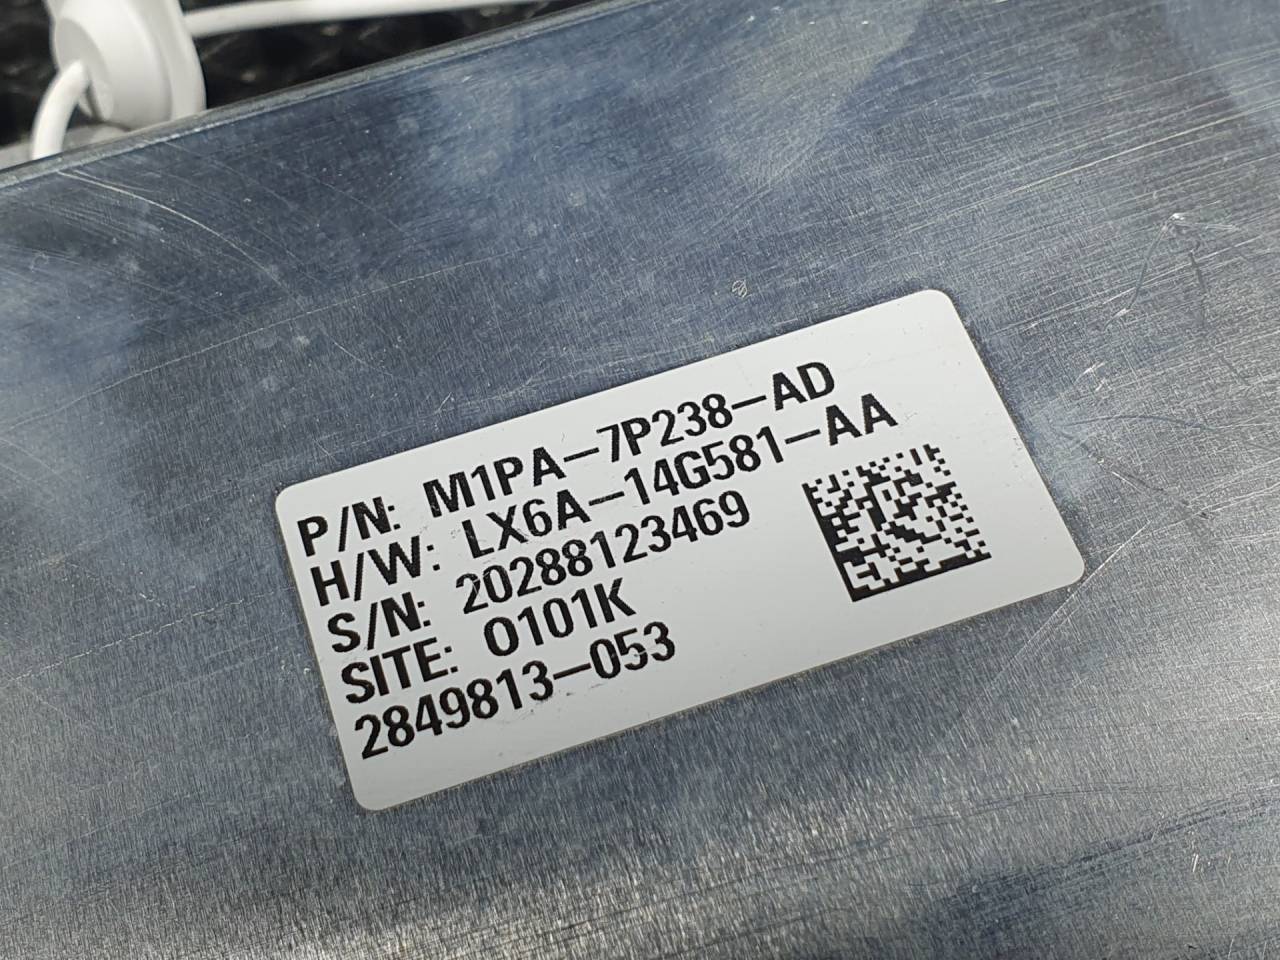 P/N: M1PA-7P238-AD
H/W: LX6A-14G581-AA
S/N: 20288123469
SITE: 0101K
2849813-053